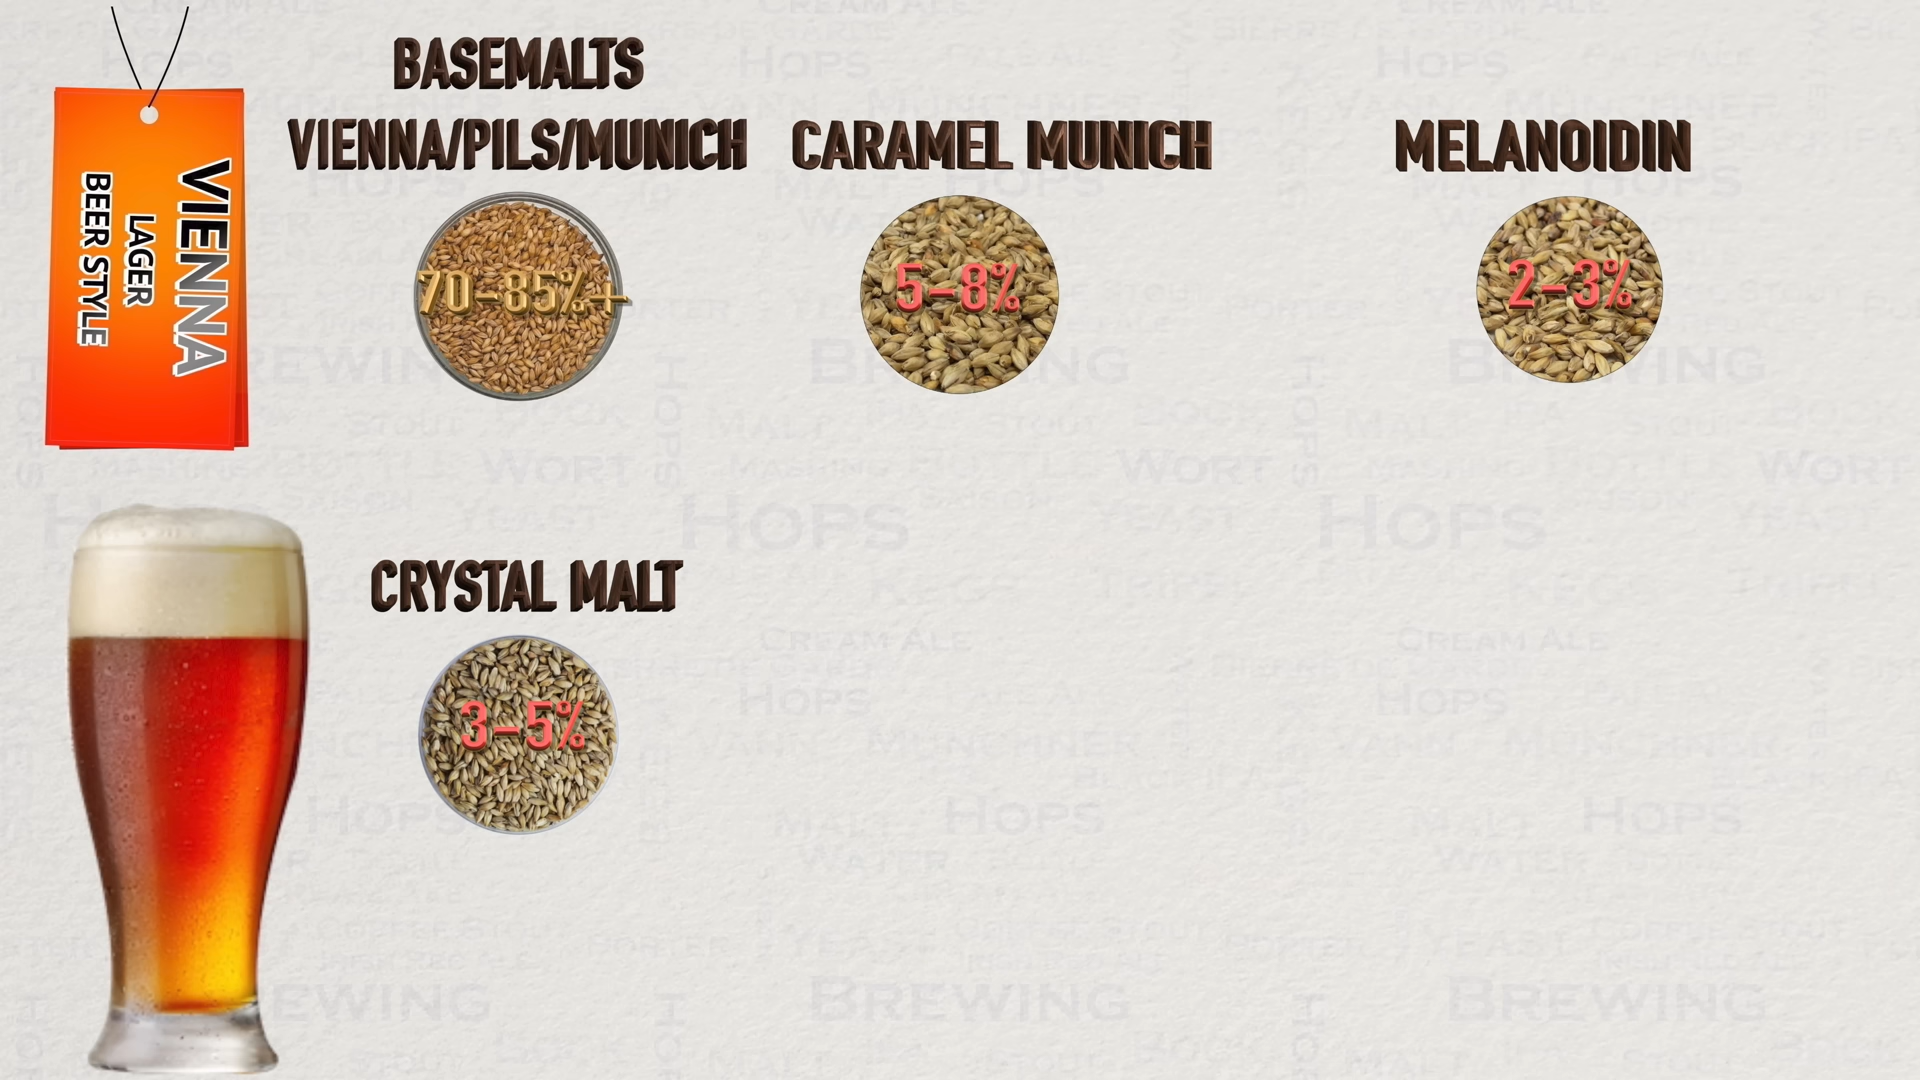 VIENNA
LAGER
BEER STYLE
BASEMALTS
VIENNA/PILS/MUNICH
70-85%+
CARAMEL MUNICH
5-8%
MELANOIDIN
2-3%
CRYSTAL MALT
3-5%